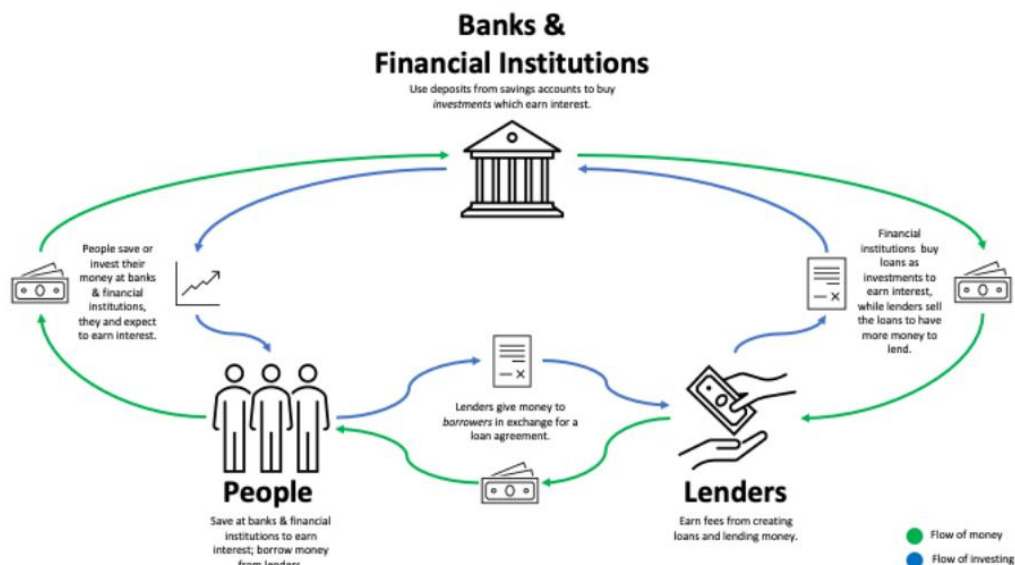 Banks &
Financial Institutions
Use deposits from savings accounts to buy
investments which earn interest.
People save or
invest their
money at banks
& financial
institutions,
they and expect
to earn interest.
Financial
institutions buy
loans as
investments to
earn interest,
while lenders sell
the loans to have
more money to
lend.
Lenders give money to
borrowers in exchange for a
loan agreement.
People
Save at banks & financial
institutions to earn
interest; borrow money
from lenders
Lenders
Earn fees from creating
loans and lending money.
Flow of money
Flow of investing